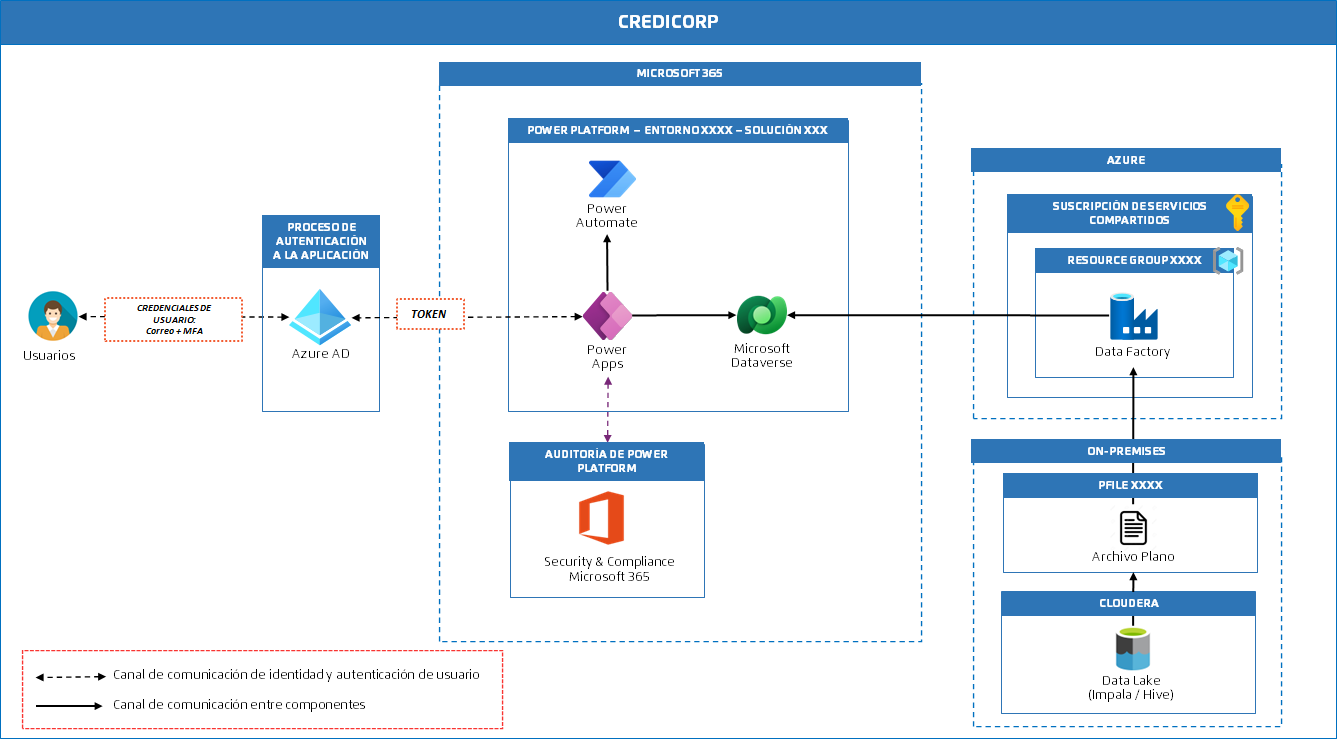 CREDICORP
MICROSOFT 365
POWER PLATFORM – ENTORNO XXXX – SOLUCIÓN XXX
Power
Automate
PROCESO DE
AUTENTICACIÓN
A LA APLICACIÓN
CREDENCIALES DE
USUARIO:
Correo + MFA
Usuarios
Azure AD
TOKEN
Power
Apps
Microsoft
Dataverse
AUDITORÍA DE POWER
PLATFORM
Security & Compliance
Microsoft 365
AZURE
SUSCRIPCIÓN DE SERVICIOS
COMPARTIDOS
RESOURCE GROUP XXXX
Data Factory
ON-PREMISES
PFILE XXXX
Archivo Plano
CLOUDERA
Data Lake
(Impala / Hive)
Canal de comunicación de identidad y autenticación de usuario
Canal de comunicación entre componentes